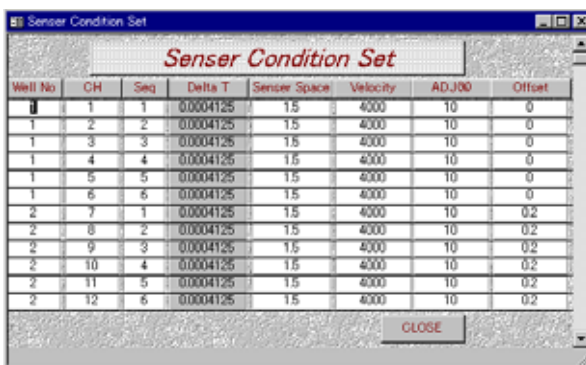 Senser Condition Set
Senser Condition Set
Well No CH Seq Delta T Senser Space Velocity ADJ(%) Offset
1 1 1 0.0004125 1.5 4000 10 0
1 2 2 0.0004125 1.5 4000 10 0
1 3 3 0.0004125 1.5 4000 10 0
1 4 4 0.0004125 1.5 4000 10 0
1 5 5 0.0004125 1.5 4000 10 0
1 6 6 0.0004125 1.5 4000 10 0
2 7 1 0.0004125 1.5 4000 10 0.2
2 8 2 0.0004125 1.5 4000 10 0.2
2 9 3 0.0004125 1.5 4000 10 0.2
2 10 4 0.0004125 1.5 4000 10 0.2
2 11 5 0.0004125 1.5 4000 10 0.2
2 12 6 0.0004125 1.5 4000 10 0.2
CLOSE